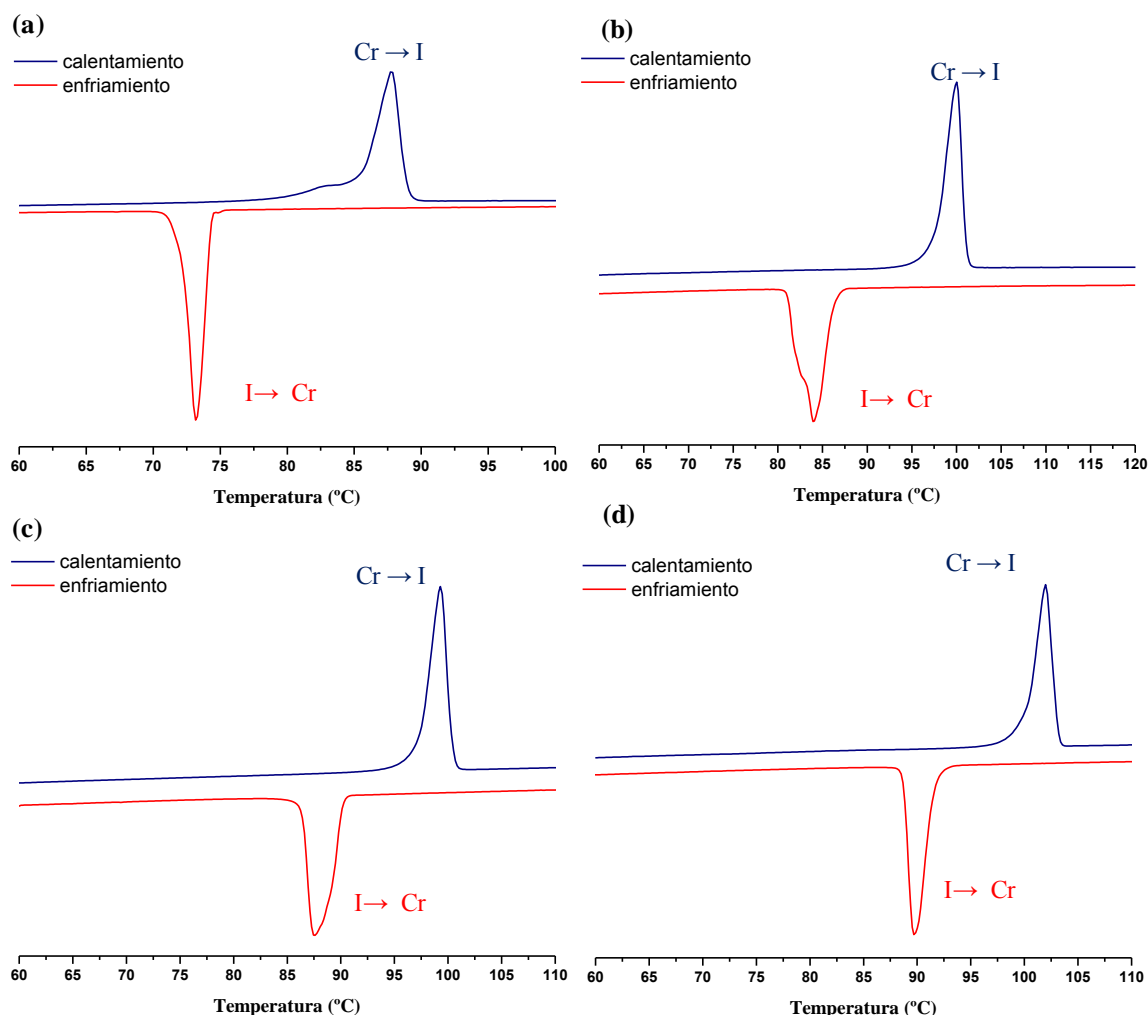 (a)
calentamiento
enfriamiento
Cr → I
I→ Cr
60 65 70 75 80 85 90 95 100
Temperatura (ºC)
(b)
calentamiento
enfriamiento
Cr → I
I→ Cr
60 65 70 75 80 85 90 95 100 105 110 115 120
Temperatura (ºC)
(c)
calentamiento
enfriamiento
Cr → I
I→ Cr
60 65 70 75 80 85 90 95 100 105 110
Temperatura (ºC)
(d)
calentamiento
enfriamiento
Cr → I
I→ Cr
60 65 70 75 80 85 90 95 100 105 110
Temperatura (ºC)